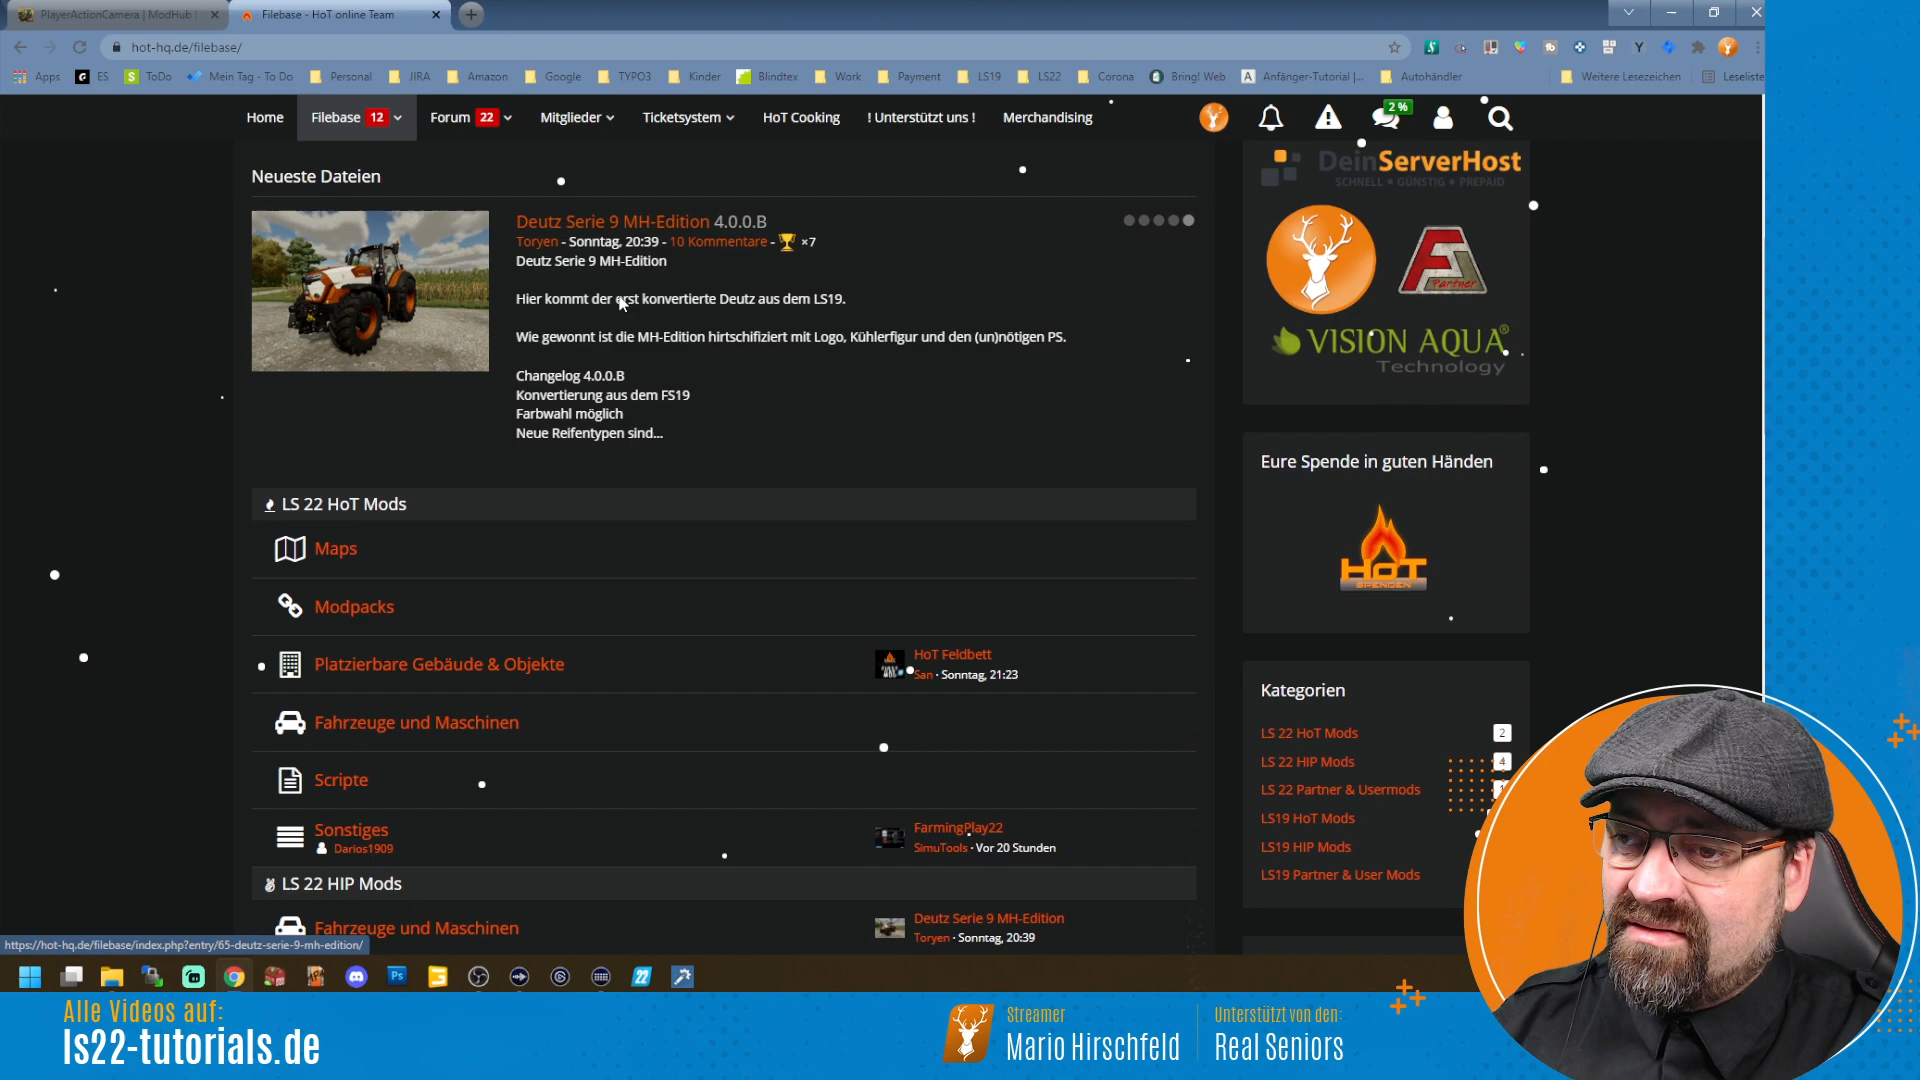 PlayerActionCamera | ModHub |
Filebase - HoT online Team
hot-hq.de/filebase/
Apps
ES
ToDo
Mein Tag - To Do
Personal
JIRA
Amazon
Google
TYPO3
Kinder
Blindtex
Work
Payment
LS19
LS22
Corona
Bring! Web
Anfänger-Tutorial |...
Autohändler
Weitere Lesezeichen
Leseliste
Home
Filebase 12
Forum 22
Mitglieder
Ticketsystem
HoT Cooking
! Unterstützt uns !
Merchandising
2 %
Neueste Dateien
Deutz Serie 9 MH-Edition 4.0.0.B
Toryen - Sonntag, 20:39 - 10 Kommentare - ×7
Deutz Serie 9 MH-Edition
Hier kommt der erst konvertierte Deutz aus dem LS19.
Wie gewonnt ist die MH-Edition hirtschifiziert mit Logo, Kühlerfigur und den (un)nötigen PS.
Changelog 4.0.0.B
Konvertierung aus dem FS19
Farbwahl möglich
Neue Reifentypen sind...
LS 22 HoT Mods
Maps
Modpacks
Platzierbare Gebäude & Objekte
HoT Feldbett
San · Sonntag, 21:23
Fahrzeuge und Maschinen
Scripte
Sonstiges
Darios1909
FarmingPlay22
SimuTools · Vor 20 Stunden
LS 22 HIP Mods
Fahrzeuge und Maschinen
Deutz Serie 9 MH-Edition
Toryen · Sonntag, 20:39
DeinServerHost
SCHNELL • GÜNSTIG • PREPAID
Partner
VISION AQUA
Technology
Eure Spende in guten Händen
HOT
SPENDEN
Kategorien
LS 22 HoT Mods 2
LS 22 HIP Mods 4
LS 22 Partner & Usermods
LS19 HoT Mods
LS19 HIP Mods
LS19 Partner & User Mods
https://hot-hq.de/filebase/index.php?entry/65-deutz-serie-9-mh-edition/
Ps
22
Alle Videos auf:
ls22-tutorials.de
Streamer
Mario Hirschfeld
Unterstützt von den:
Real Seniors